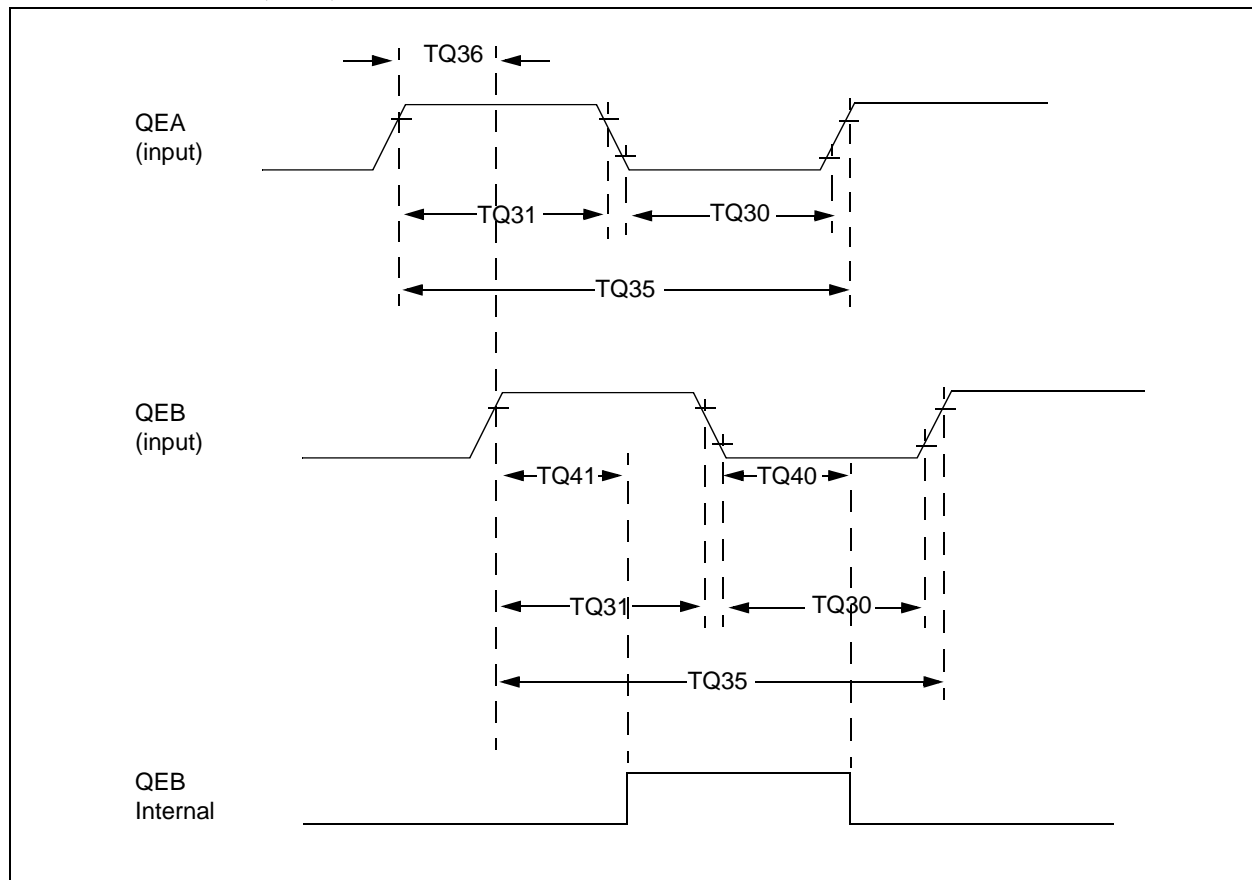 TQ36
QEA
(input)
TQ31
TQ30
TQ35
QEB
(input)
TQ41
TQ40
TQ31
TQ30
TQ35
QEB
Internal